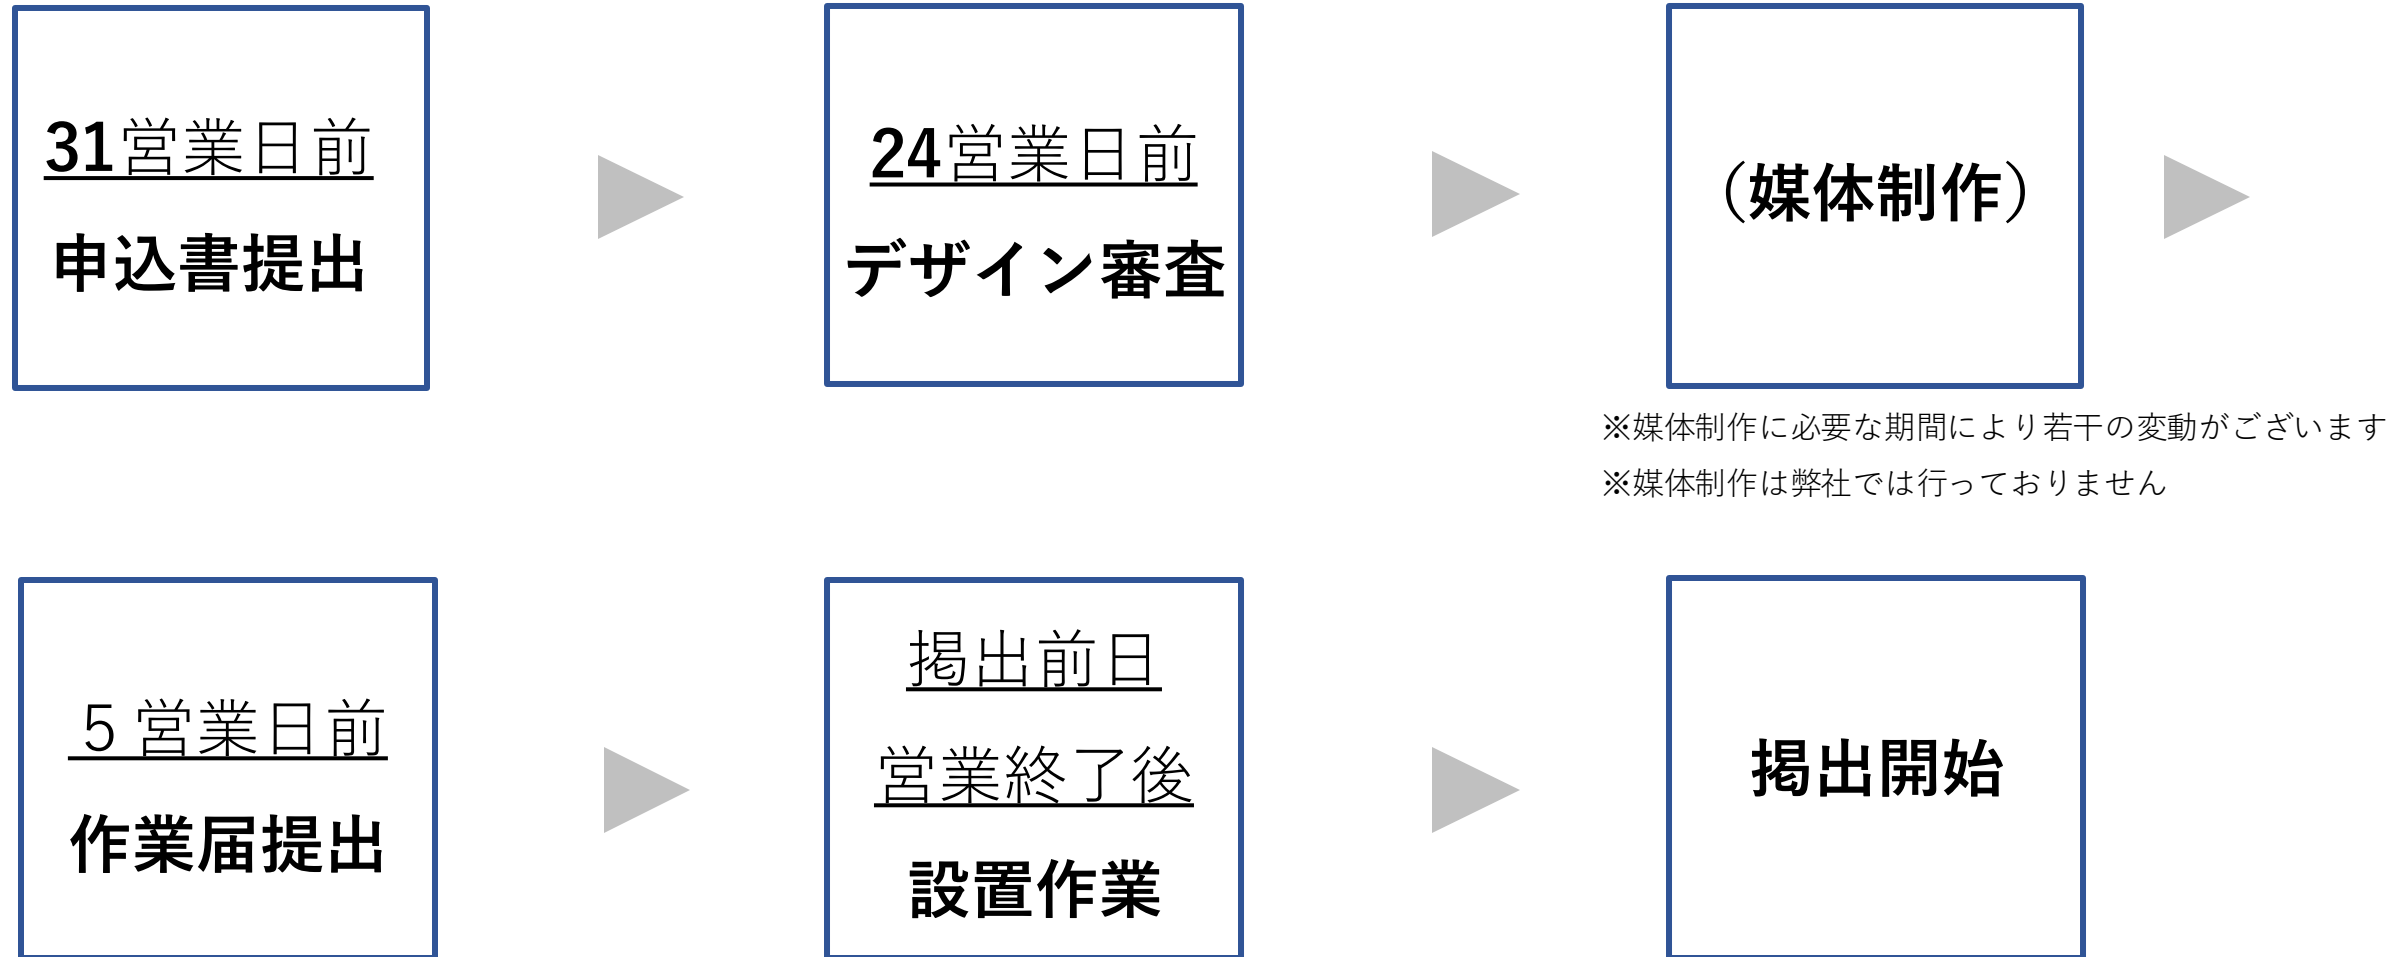 31営業日前
申込書提出
24営業日前
デザイン審査
（媒体制作）
※媒体制作に必要な期間により若干の変動がございます
※媒体制作は弊社では行っておりません
５営業日前
作業届提出
掲出前日
営業終了後
設置作業
掲出開始